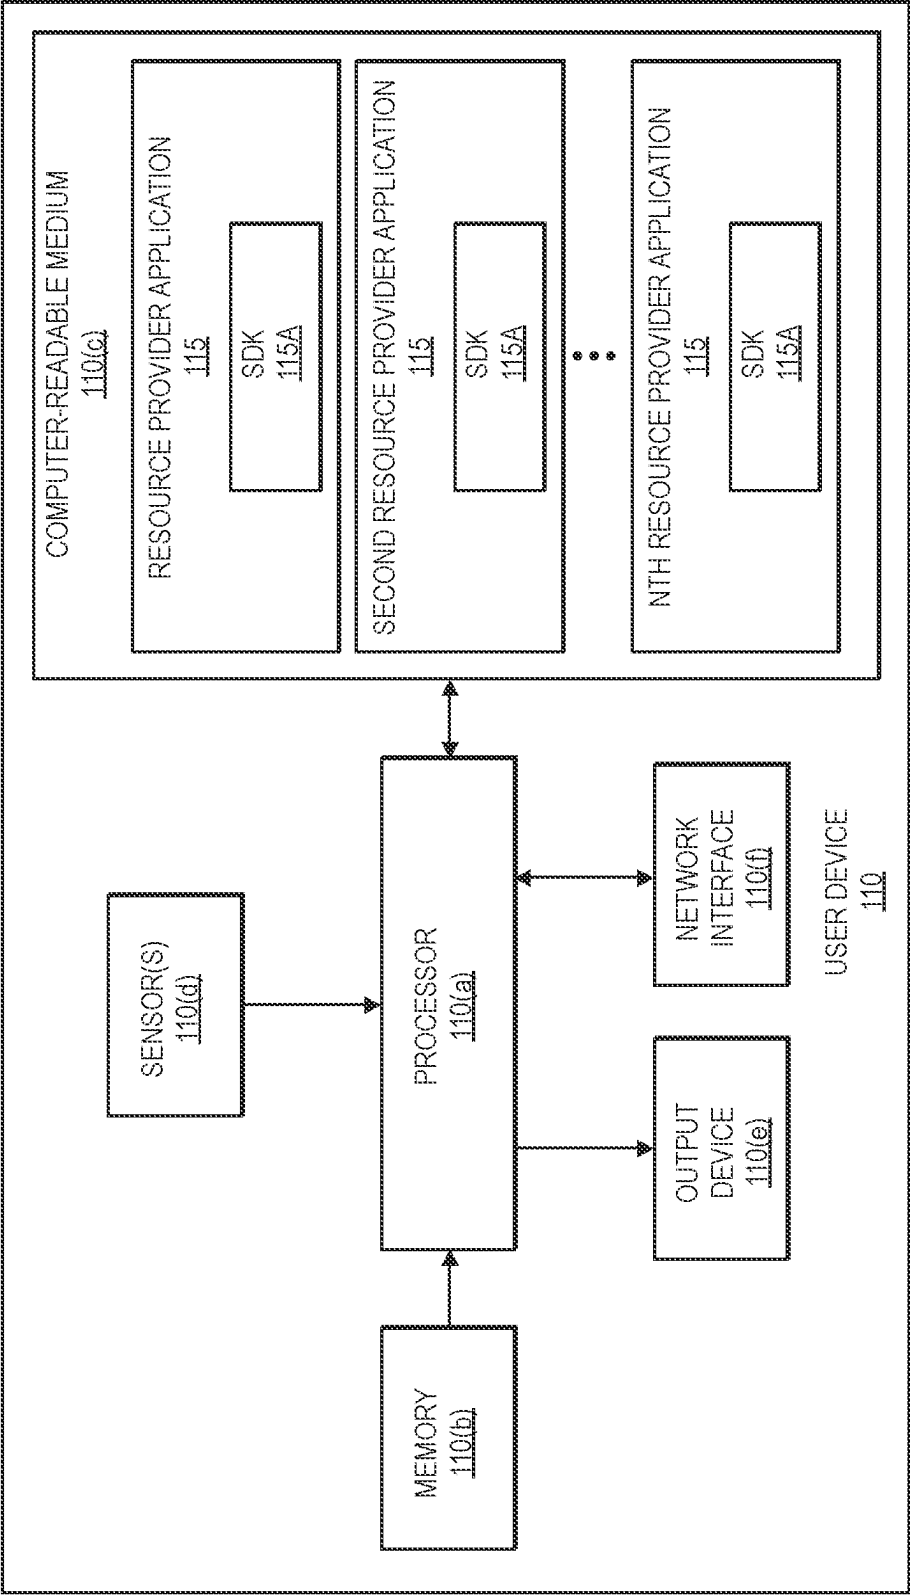 MEMORY
110(b)
SENSOR(S)
110(d)
PROCESSOR
110(a)
OUTPUT
DEVICE
110(e)
NETWORK
INTERFACE
110(f)
USER DEVICE
110
COMPUTER-READABLE MEDIUM
110(c)
RESOURCE PROVIDER APPLICATION
115
SDK
115A
SECOND RESOURCE PROVIDER APPLICATION
115
SDK
115A
•••
NTH RESOURCE PROVIDER APPLICATION
115
SDK
115A